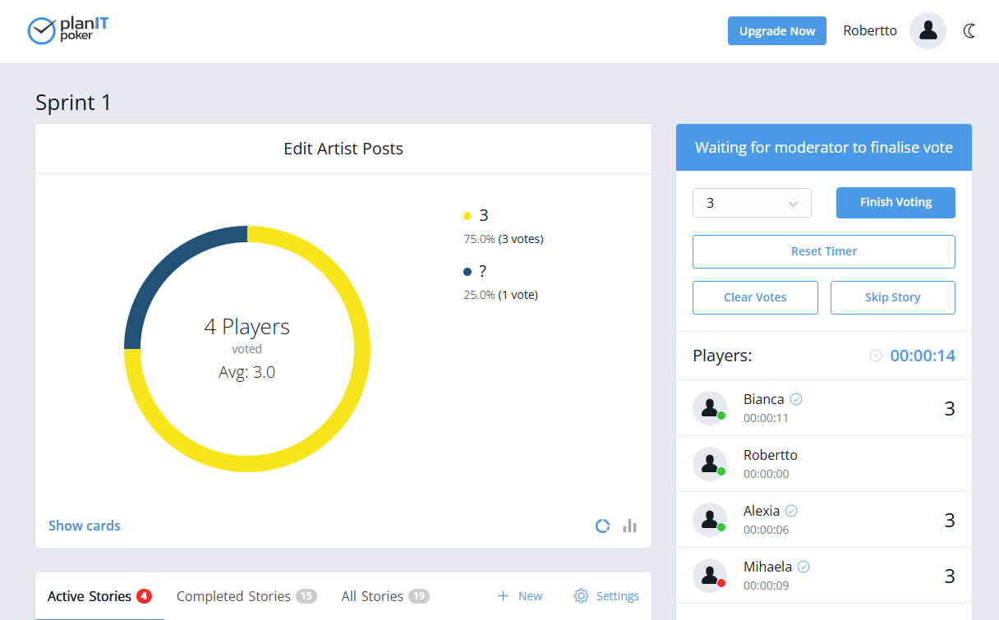 planIT
poker
Upgrade Now
Robertto
Sprint 1
Edit Artist Posts
3
75.0% (3 votes)
?
25.0% (1 vote)
4 Players
voted
Avg: 3.0
Show cards
Active Stories 4
Completed Stories 15
All Stories 19
New
Settings
Waiting for moderator to finalise vote
3
Finish Voting
Reset Timer
Clear Votes
Skip Story
Players:
00:00:14
Bianca
00:00:11
3
Robertto
00:00:00
Alexia
00:00:06
3
Mihaela
00:00:09
3